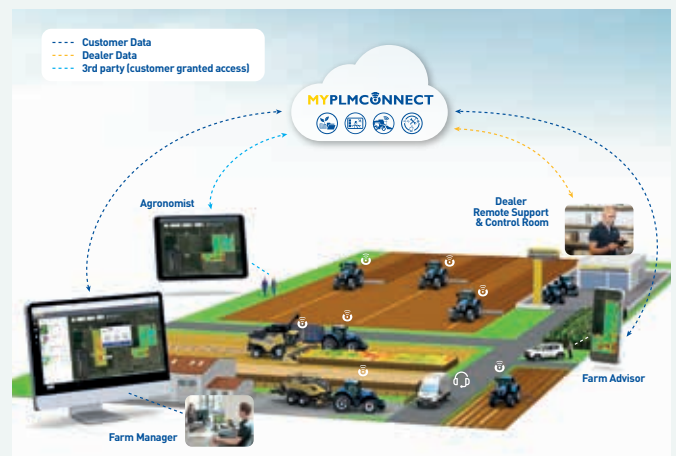 Customer Data
Dealer Data
3rd party (customer granted access)
MYPLMCONNECT
Agronomist
Dealer
Remote Support
& Control Room
Farm Advisor
Farm Manager